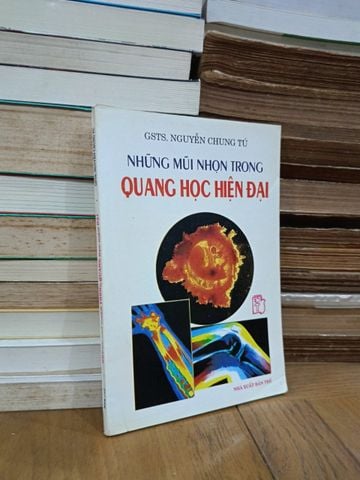 GSTS. NGUYỄN CHUNG TÚ
NHỮNG MŨI NHỌN TRONG
QUANG HỌC HIỆN ĐẠI
NHÀ XUẤT BẢN TRẺ